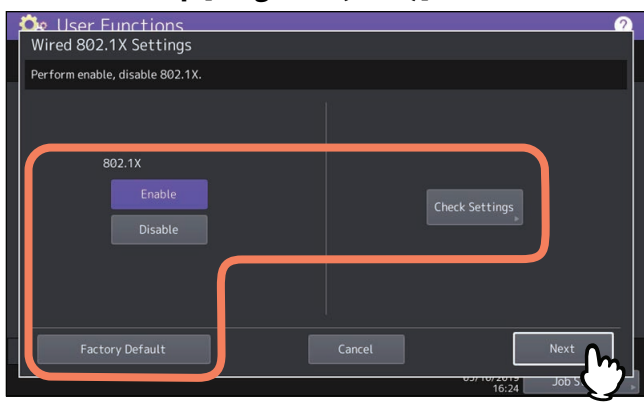 User Functions
?
Wired 802.1X Settings
Perform enable, disable 802.1X.
802.1X
Enable
Check Settings
Disable
Factory Default
Cancel
Next
16:24
Job S